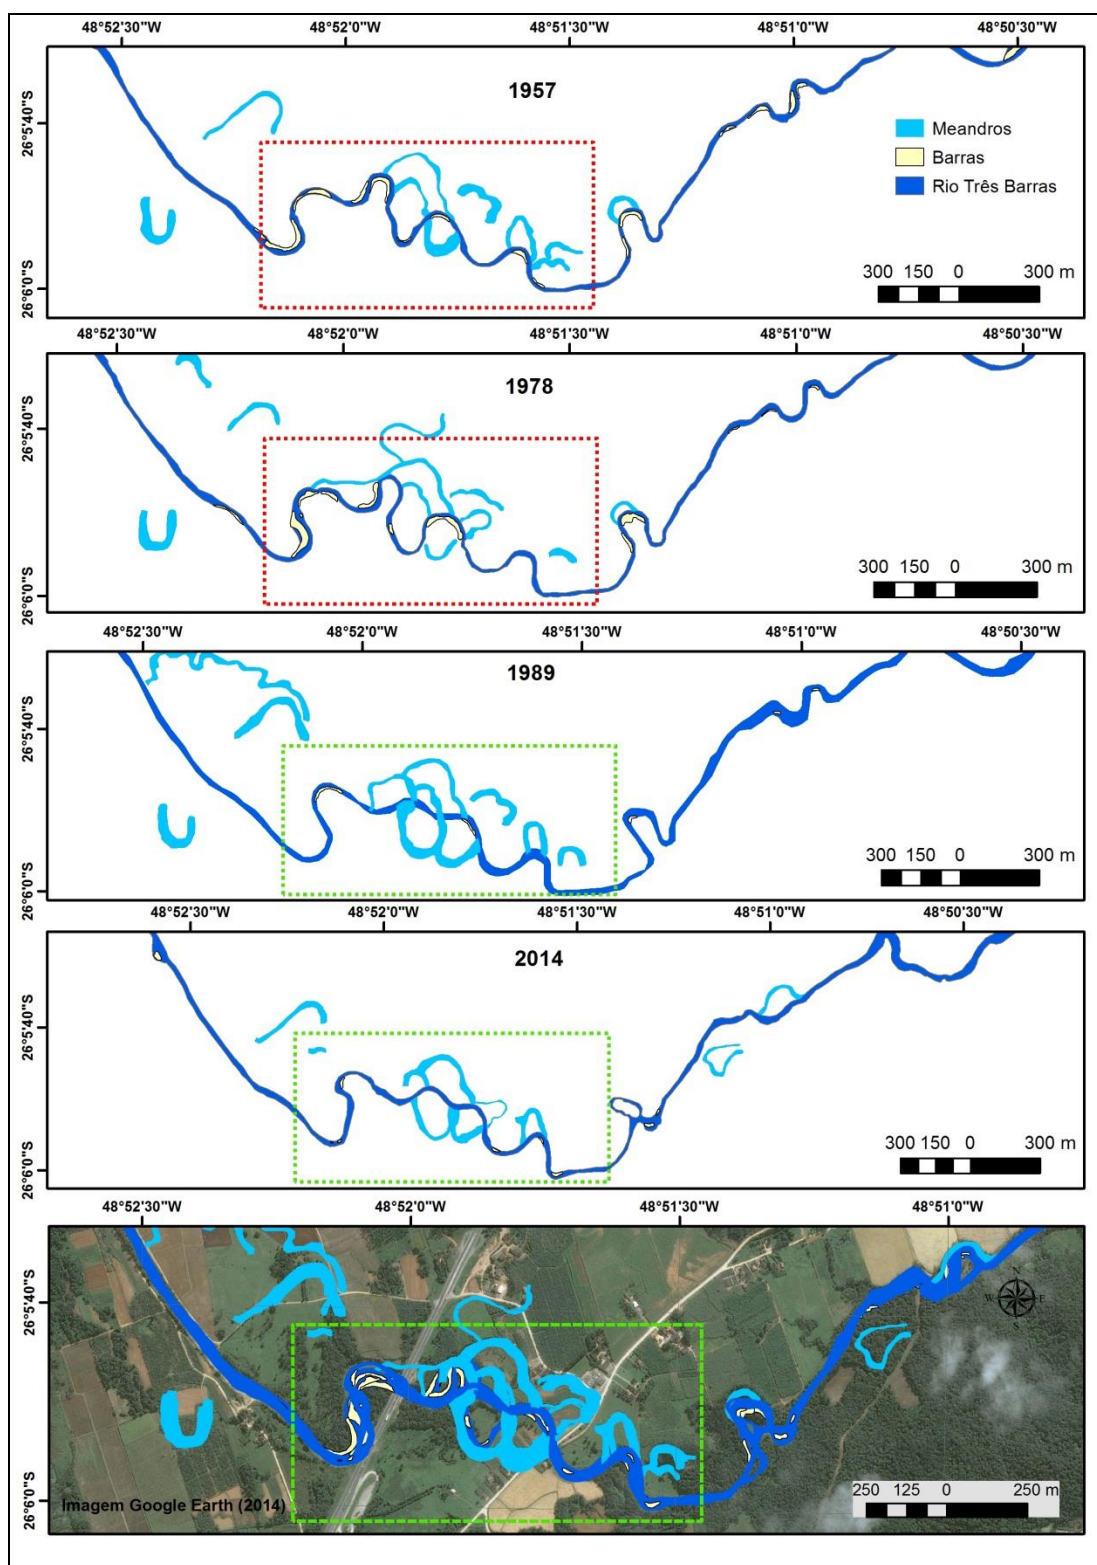 48°52'30"W 48°52'0"W 48°51'30"W 48°51'0"W 48°50'30"W
1957
26°5'40"S
Meandros
Barras
Rio Três Barras
300 150 0 300 m
26°6'0"S
48°52'30"W 48°52'0"W 48°51'30"W 48°51'0"W 48°50'30"W
1978
26°5'40"S
300 150 0 300 m
26°6'0"S
48°52'30"W 48°52'0"W 48°51'30"W 48°51'0"W 48°50'30"W
1989
26°5'40"S
300 150 0 300 m
26°6'0"S
48°52'30"W 48°52'0"W 48°51'30"W 48°51'0"W 48°50'30"W
2014
26°5'40"S
300 150 0 300 m
26°6'0"S
48°52'30"W 48°52'0"W 48°51'30"W 48°51'0"W
26°5'40"S
N
W E
S
26°6'0"S
Imagem Google Earth (2014)
250 125 0 250 m